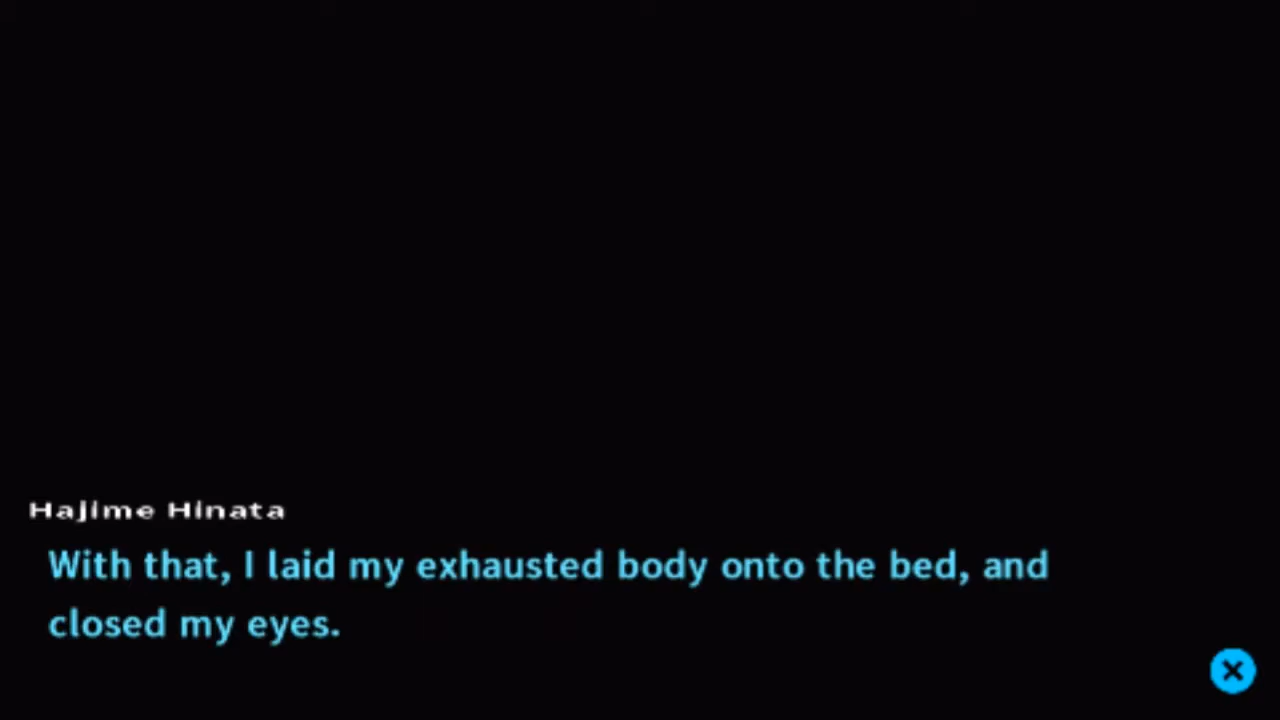 Hajime Hinata
With that, I laid my exhausted body onto the bed, and
closed my eyes.